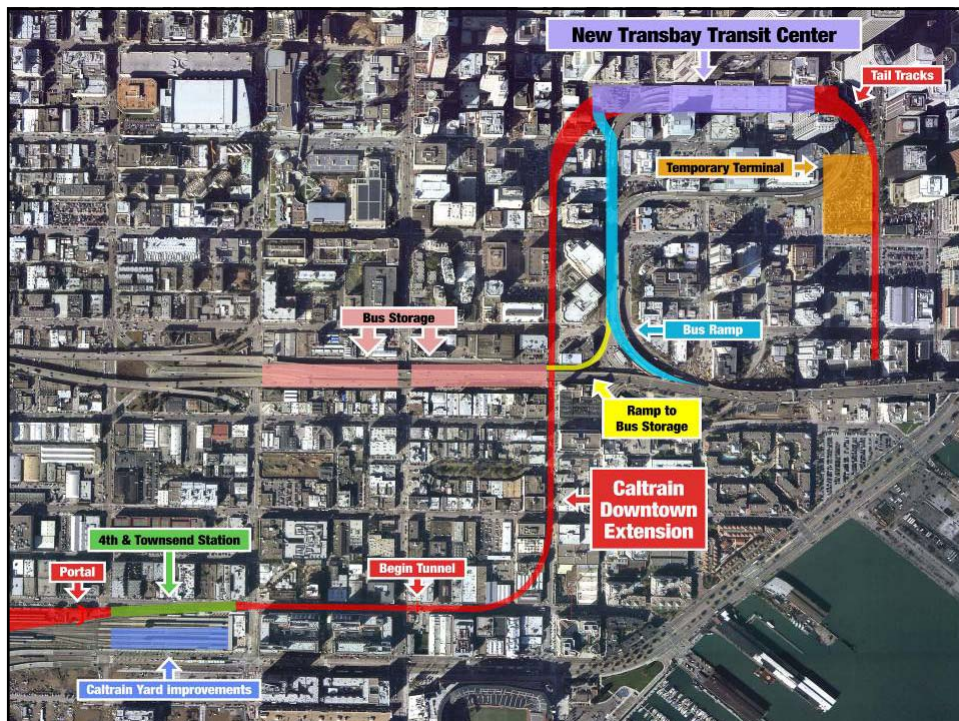 New Transbay Transit Center
Tail Tracks
Temporary Terminal
Bus Storage
Bus Ramp
Ramp to
Bus Storage
Caltrain
Downtown
Extension
4th & Townsend Station
Portal
Begin Tunnel
Caltrain Yard improvements